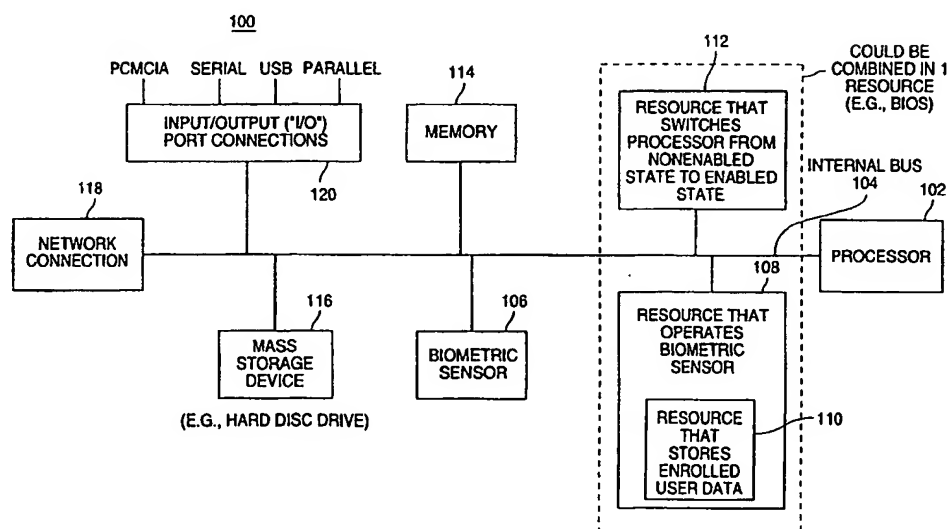 100
PCMCIA SERIAL USB PARALLEL
INPUT/OUTPUT ("I/O")
PORT CONNECTIONS
120
114
MEMORY
112
RESOURCE THAT
SWITCHES
PROCESSOR FROM
NONENABLED
STATE TO ENABLED
STATE
COULD BE
COMBINED IN 1
RESOURCE
(E.G., BIOS)
INTERNAL BUS
104
102
PROCESSOR
118
NETWORK
CONNECTION
116
MASS
STORAGE
DEVICE
(E.G., HARD DISC DRIVE)
106
BIOMETRIC
SENSOR
108
RESOURCE THAT
OPERATES
BIOMETRIC
SENSOR
110
RESOURCE
THAT
STORES
ENROLLED
USER DATA